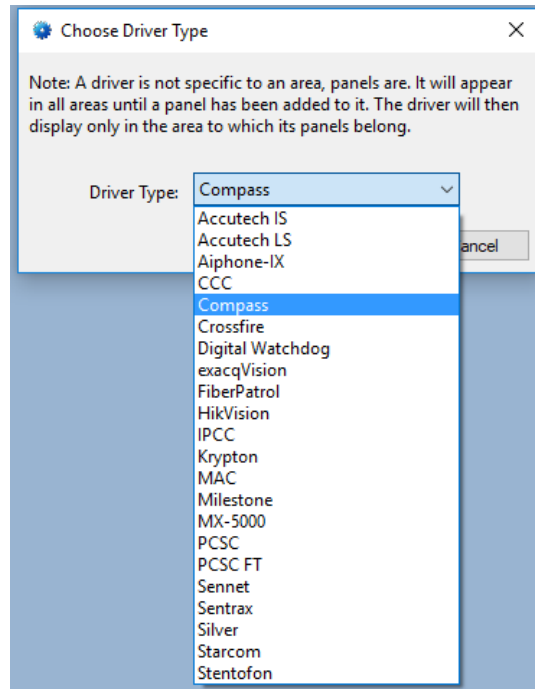 Choose Driver Type
Note: A driver is not specific to an area, panels are. It will appear
in all areas until a panel has been added to it. The driver will then
display only in the area to which its panels belong.
Driver Type: Compass
Accutech IS
Accutech LS
ancel
Aiphone-IX
CCC
Compass
Crossfire
Digital Watchdog
exacqVision
FiberPatrol
HikVision
IPCC
Krypton
MAC
Milestone
MX-5000
PCSC
PCSC FT
Sennet
Sentrax
Silver
Starcom
Stentofon